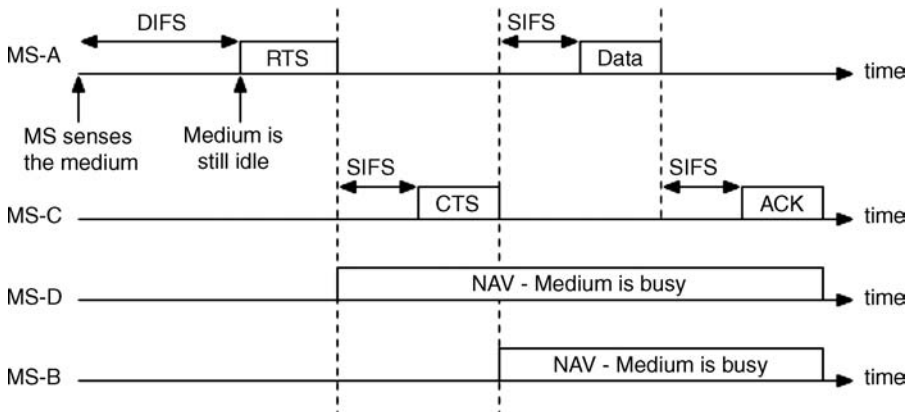 DIFS
SIFS
MS-A
RTS
Data
time
MS senses
the medium
Medium is
still idle
SIFS
SIFS
MS-C
CTS
ACK
time
MS-D
NAV - Medium is busy
time
MS-B
NAV - Medium is busy
time